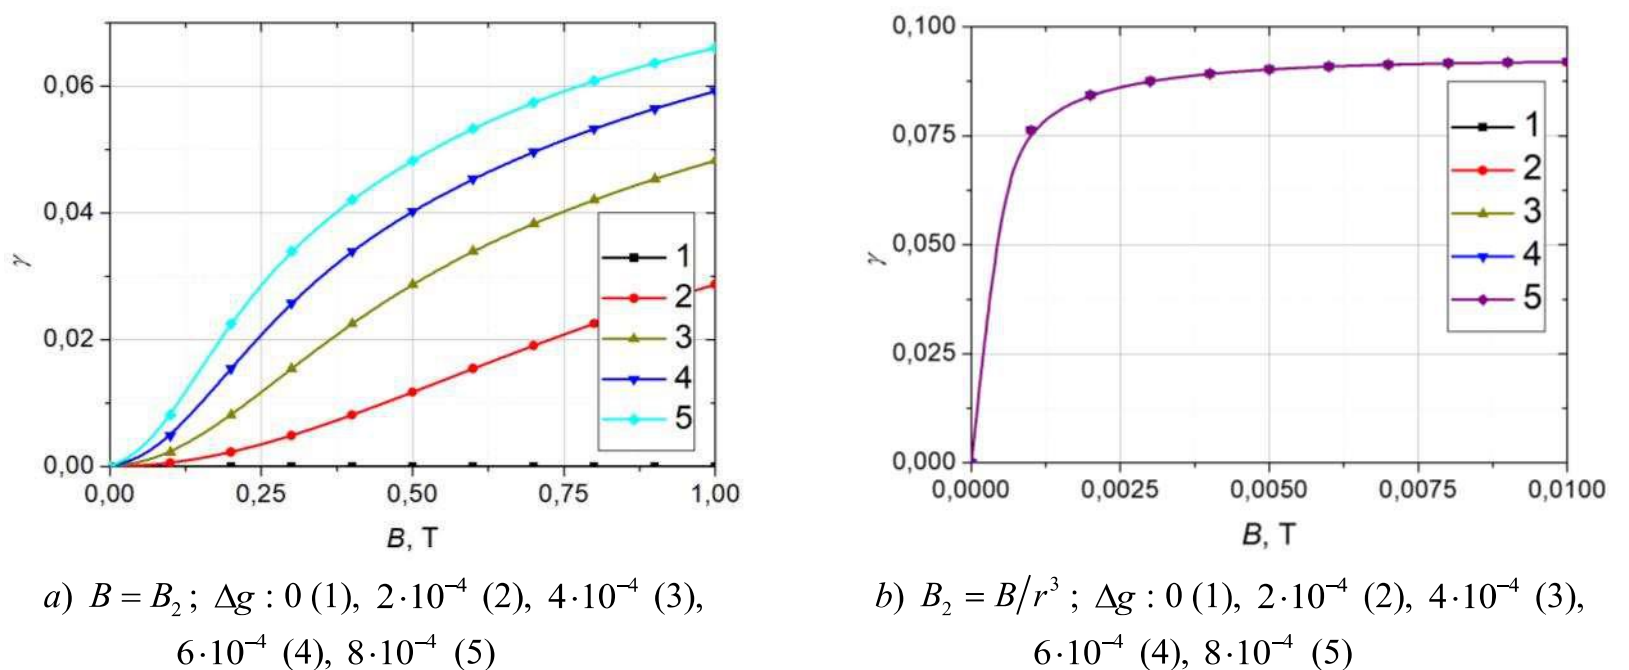 γ
0,06
0,04
0,02
0,00
0,00 0,25 0,50 0,75 1,00
B, T
1
2
3
4
5
γ
0,100
0,075
0,050
0,025
0,000
0,0000 0,0025 0,0050 0,0075 0,0100
B, T
1
2
3
4
5
a) B = B₂ ; Δg : 0 (1), 2·10⁻⁴ (2), 4·10⁻⁴ (3),
6·10⁻⁴ (4), 8·10⁻⁴ (5)
b) B₂ = B/r³ ; Δg : 0 (1), 2·10⁻⁴ (2), 4·10⁻⁴ (3),
6·10⁻⁴ (4), 8·10⁻⁴ (5)